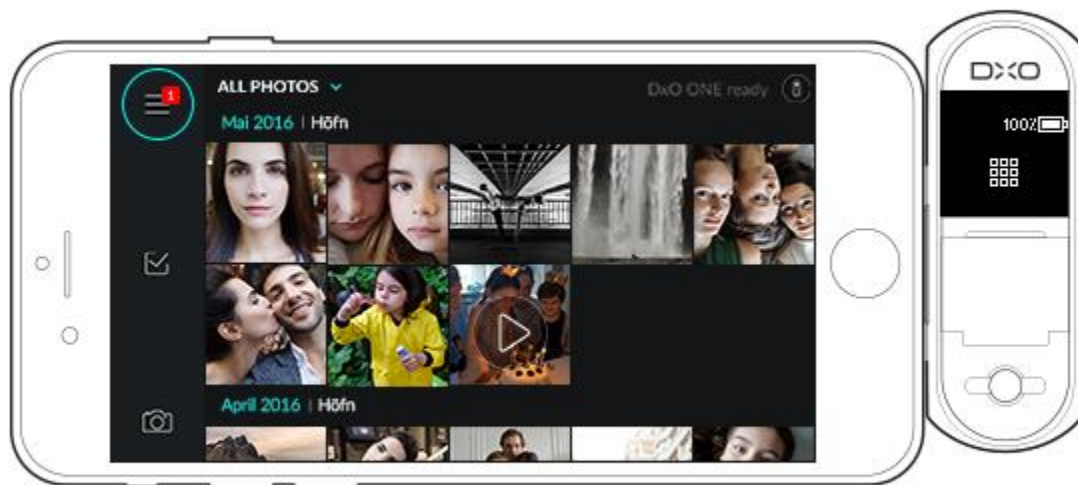 ALL PHOTOS
DxO ONE ready
1
Mai 2016 | Höfn
April 2016 | Höfn
DXO
100%